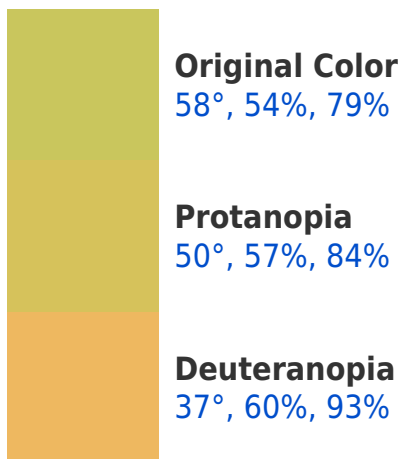 Original Color
58°, 54%, 79%
Protanopia
50°, 57%, 84%
Deuteranopia
37°, 60%, 93%